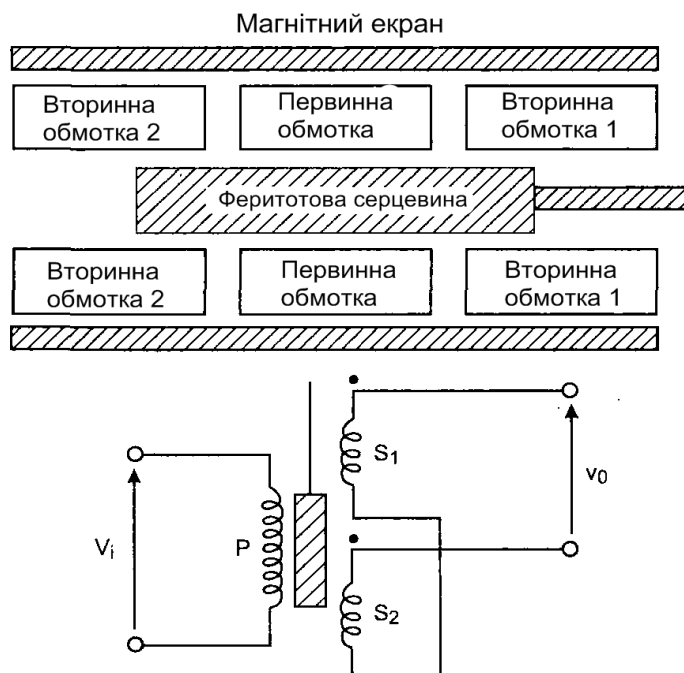 Магнітний екран
Вторинна
обмотка 2
Первинна
обмотка
Вторинна
обмотка 1
Феритотова серцевина
Вторинна
обмотка 2
Первинна
обмотка
Вторинна
обмотка 1
S1
v0
Vi
P
S2